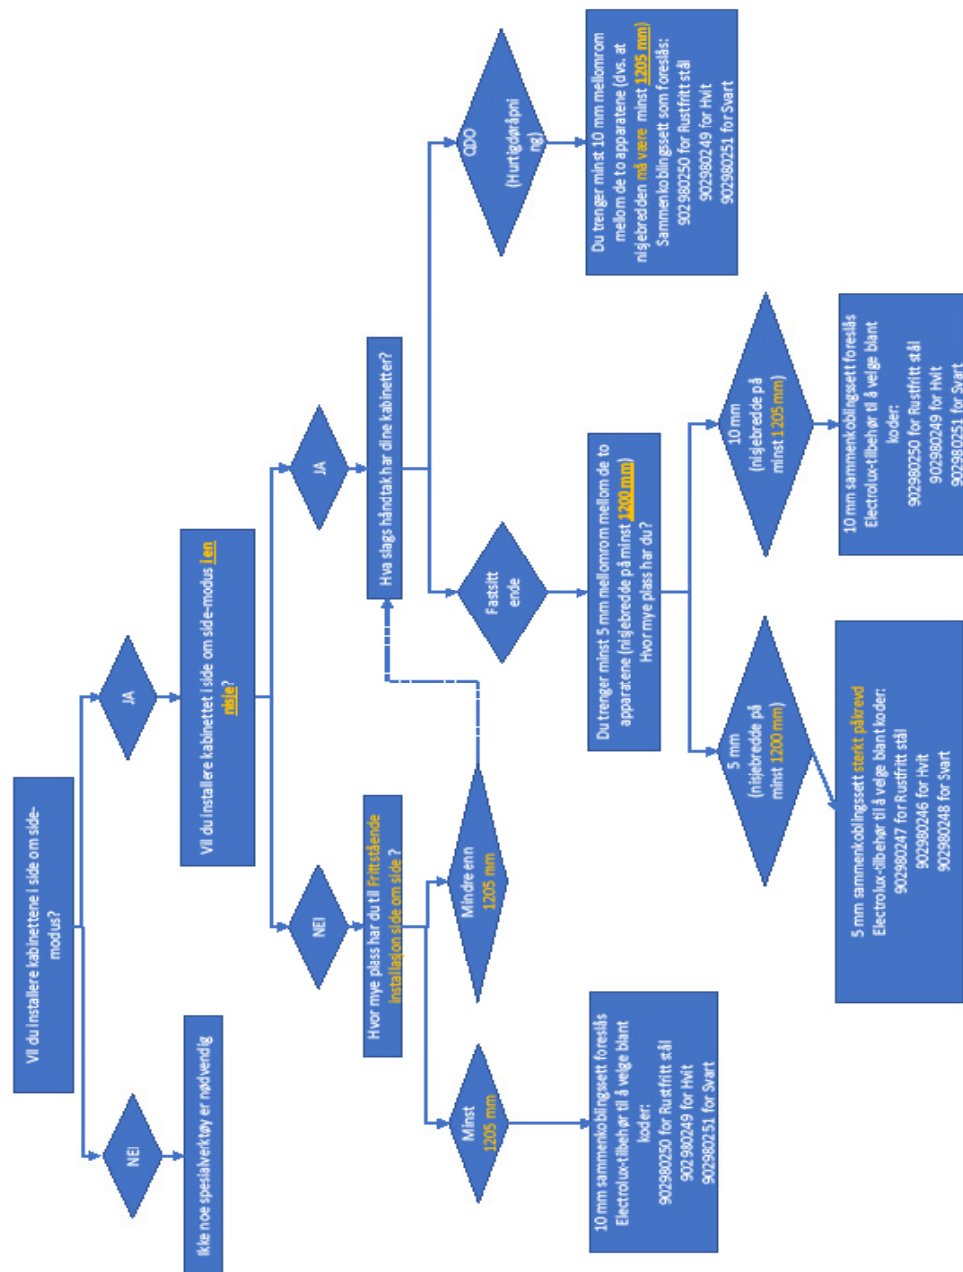 Vil du installere kabinettene i side om side-
modus?
NEI
JA
Ikke noe spesialverktøy er nødvendig
Vil du installere kabinettet i side om side-modus i en
nisje?
NEI
JA
Hvor mye plass har du til Frittstående
installasjon side om side ?
Hva slags håndtak har dine kabinetter?
Minst
1205 mm
Mindre enn
1205 mm
Fastsitt
ende
QDO
(Hurtigdøråpni
ng)
10 mm sammenkoblingssett foreslås
Electrolux-tilbehør til å velge blant
koder:
902980250 for Rustfritt stål
902980249 for Hvit
902980251 for Svart
Du trenger minst 5 mm mellomrom mellom de to
apparatene (nisjebredde på minst 1200 mm)
Hvor mye plass har du?
Du trenger minst 10 mm mellomrom
mellom de to apparatene (dvs. at
nisjebredden må være minst 1205 mm)
Sammenkoblingssett som foreslås:
902980250 for Rustfritt stål
902980249 for Hvit
902980251 for Svart
5 mm
(nisjebredde på
minst 1200 mm)
10 mm
(nisjebredde på
minst 1205 mm)
5 mm sammenkoblingssett sterkt påkrevd
Electrolux-tilbehør til å velge blant koder:
902980247 for Rustfritt stål
902980246 for Hvit
902980248 for Svart
10 mm sammenkoblingssett foreslås
Electrolux-tilbehør til å velge blant
koder:
902980250 for Rustfritt stål
902980249 for Hvit
902980251 for Svart